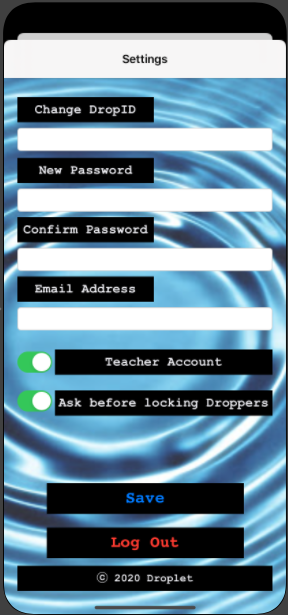 Settings
Change DropID
New Password
Confirm Password
Email Address
Teacher Account
Ask before locking Droppers
Save
Log Out
© 2020 Droplet